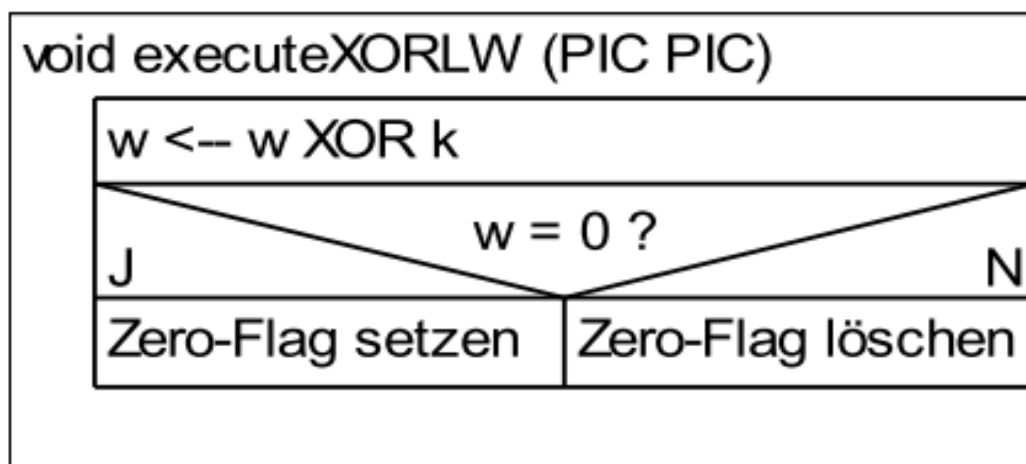 void executeXORLW (PIC PIC)
w <-- w XOR k
w = 0 ?
J
N
Zero-Flag setzen
Zero-Flag löschen